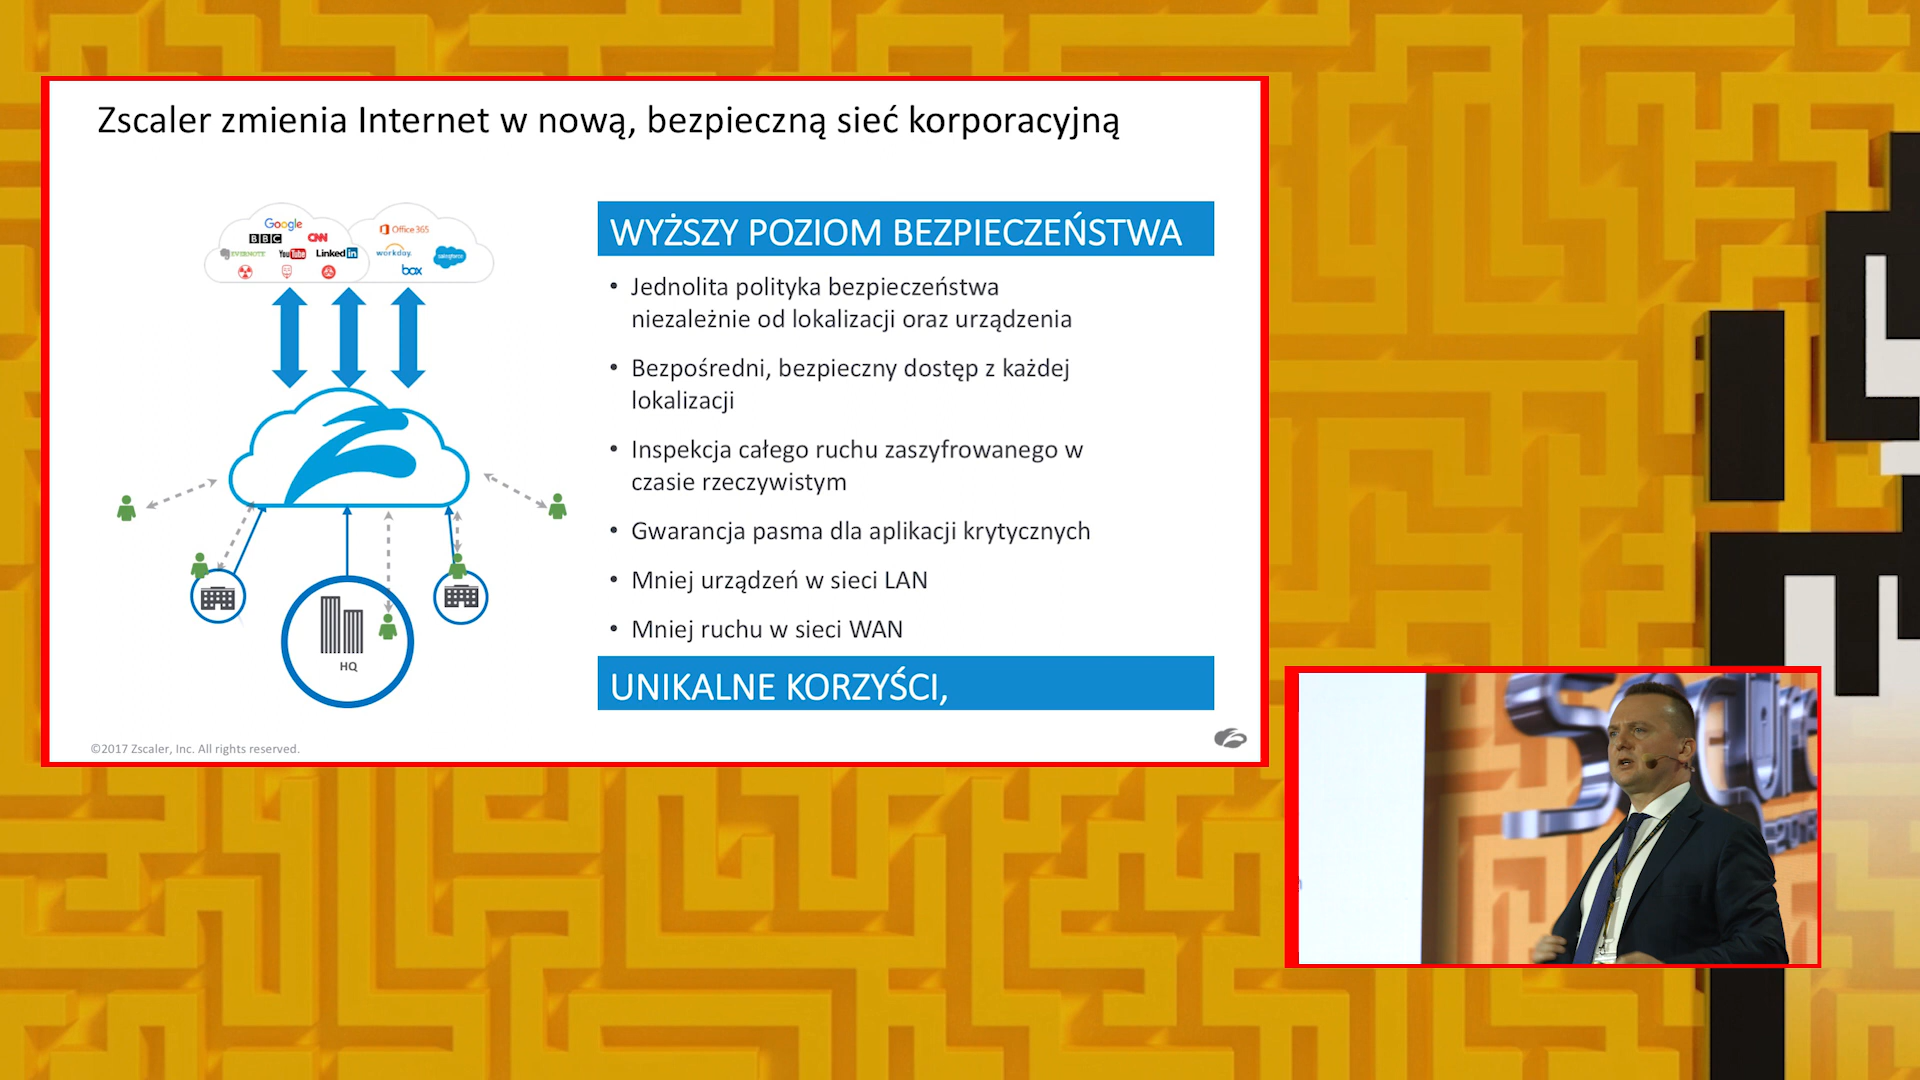 Zscaler zmienia Internet w nową, bezpieczną sieć korporacyjną
Google
BBC
CNN
EVERNOTE
YouTube
Linkedin
Office 365
workday.
salesforce
box
HQ
WYŻSZY POZIOM BEZPIECZEŃSTWA
• Jednolita polityka bezpieczeństwa
niezależnie od lokalizacji oraz urządzenia
• Bezpośredni, bezpieczny dostęp z każdej
lokalizacji
• Inspekcja całego ruchu zaszyfrowanego w
czasie rzeczywistym
• Gwarancja pasma dla aplikacji krytycznych
• Mniej urządzeń w sieci LAN
• Mniej ruchu w sieci WAN
UNIKALNE KORZYŚCI,
©2017 Zscaler, Inc. All rights reserved.